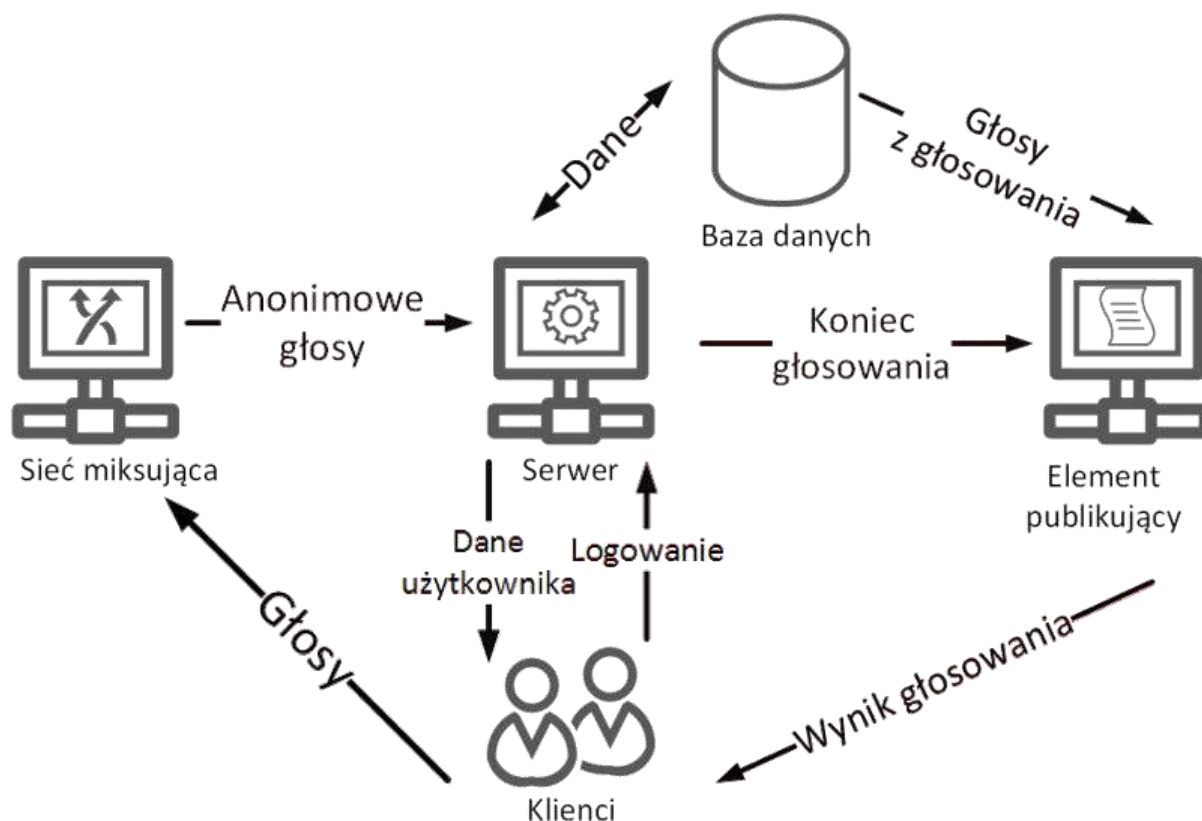 Dane
Głosy
z głosowania
Baza danych
Anonimowe
głosy
Koniec
głosowania
Sieć miksująca
Serwer
Element
publikujący
Dane
użytkownika
Logowanie
Głosy
Wynik głosowania
Klienci